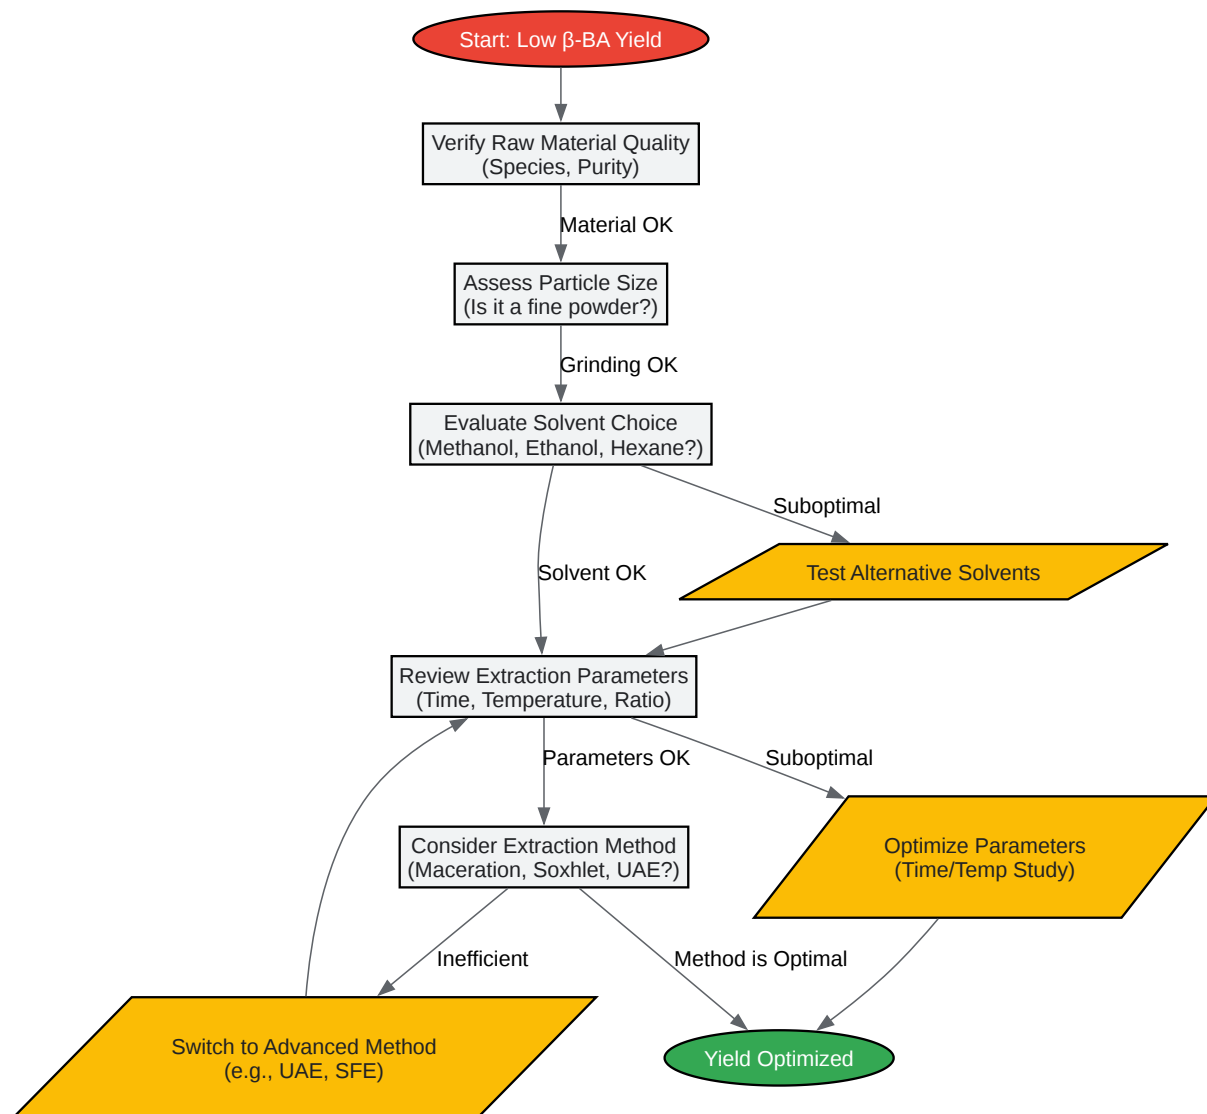 Start: Low β-BA Yield
Verify Raw Material Quality
(Species, Purity)
Material OK
Assess Particle Size
(Is it a fine powder?)
Grinding OK
Evaluate Solvent Choice
(Methanol, Ethanol, Hexane?)
Suboptimal
Solvent OK
Test Alternative Solvents
Review Extraction Parameters
(Time, Temperature, Ratio)
Parameters OK
Suboptimal
Consider Extraction Method
(Maceration, Soxhlet, UAE?)
Optimize Parameters
(Time/Temp Study)
Inefficient
Method is Optimal
Switch to Advanced Method
(e.g., UAE, SFE)
Yield Optimized